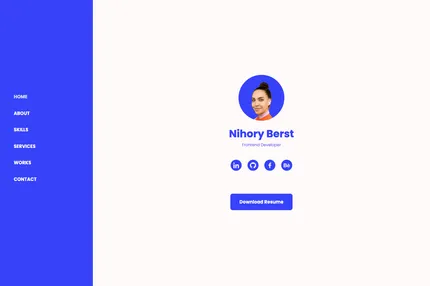 HOME
ABOUT
SKILLS
SERVICES
WORKS
CONTACT
Nihory Berst
Frontend Developer
in
f
Bē
Download Resume